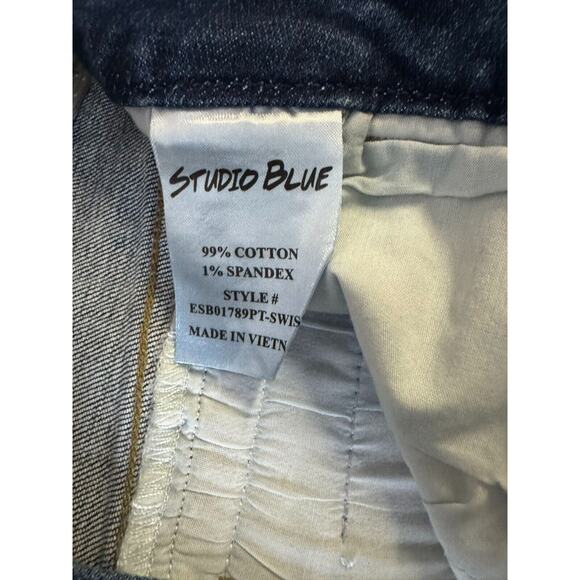 STUDIO BLUE
99% COTTON
1% SPANDEX
STYLE #
ESB01789PT-SWIS
MADE IN VIETN